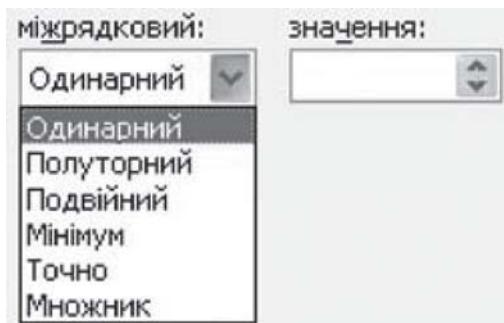 міжрядковий: значення:
Одинарний
Одинарний
Полуторний
Подвійний
Мінімум
Точно
Множник